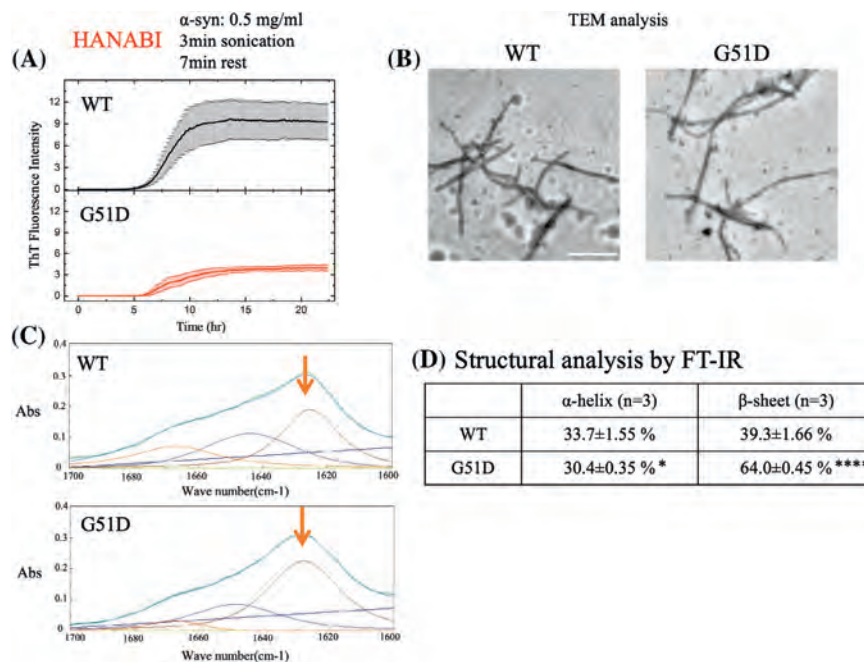 HANABI
α-syn: 0.5 mg/ml
3min sonication
7min rest
TEM analysis
(A)
(B)
WT
G51D
WT
12
9
6
3
0
G51D
12
9
6
3
0
ThT Fluorescence Intensity
0 5 10 15 20
Time (hr)
(C)
WT
0.4
0.3
0.2
0.1
0
Abs
1700 1680 1660 1640 1620 1600
Wave number(cm-1)
G51D
0.4
0.3
0.2
0.1
0
Abs
1700 1680 1660 1640 1620 1600
Wave number(cm-1)
(D) Structural analysis by FT-IR
α-helix (n=3) β-sheet (n=3)
WT 33.7±1.55 % 39.3±1.66 %
G51D 30.4±0.35 %* 64.0±0.45 %****